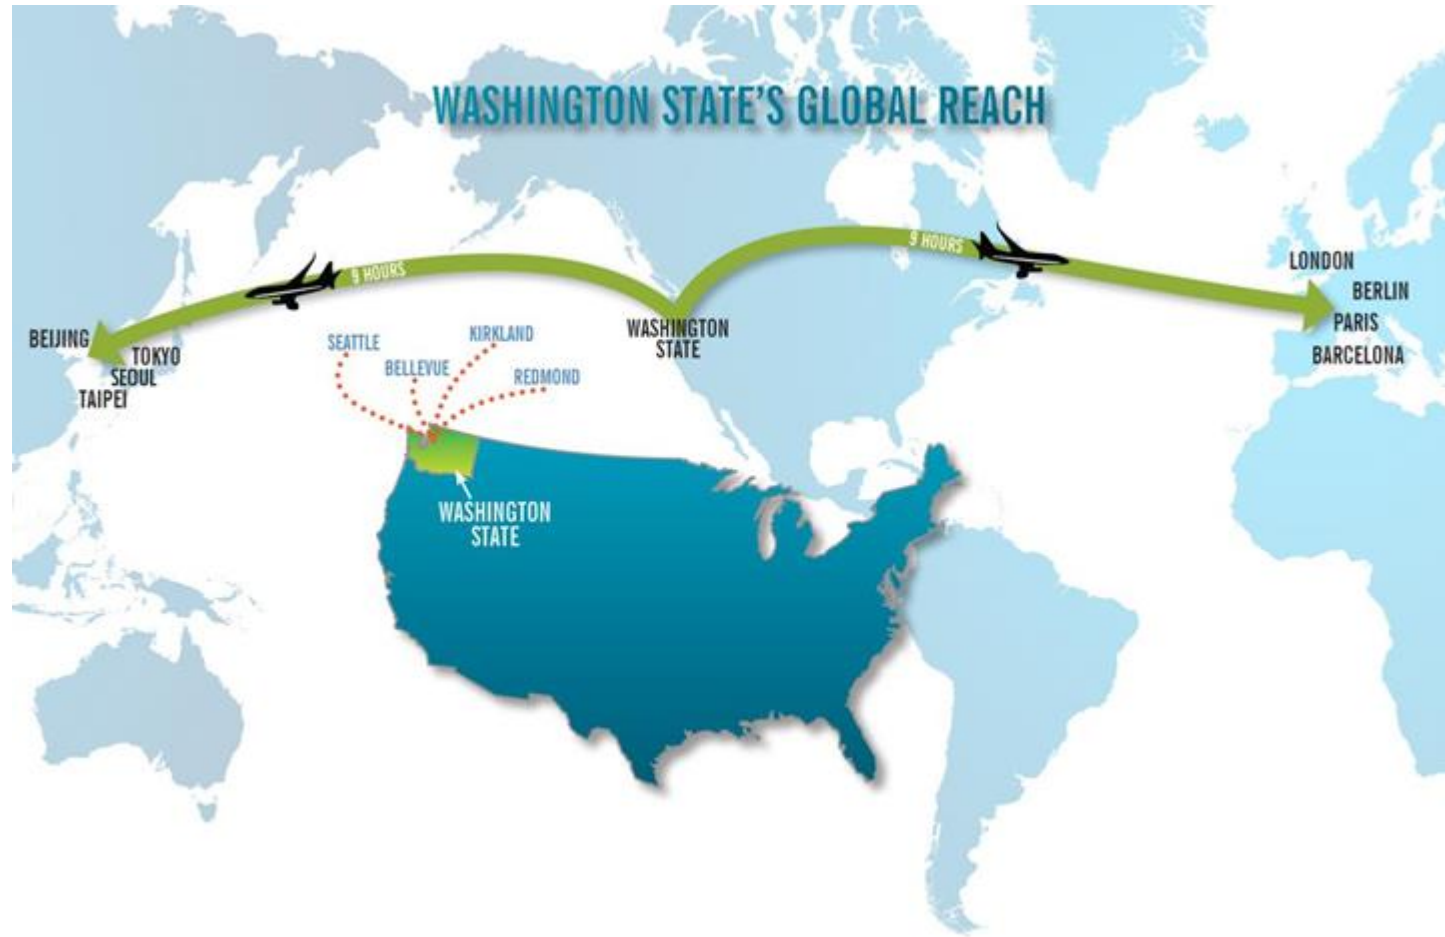 WASHINGTON STATE'S GLOBAL REACH
9 HOURS
9 HOURS
LONDON
BERLIN
PARIS
BARCELONA
BEIJING
TOKYO
SEOUL
TAIPEI
WASHINGTON
STATE
SEATTLE
KIRKLAND
BELLEVUE
REDMOND
WASHINGTON
STATE